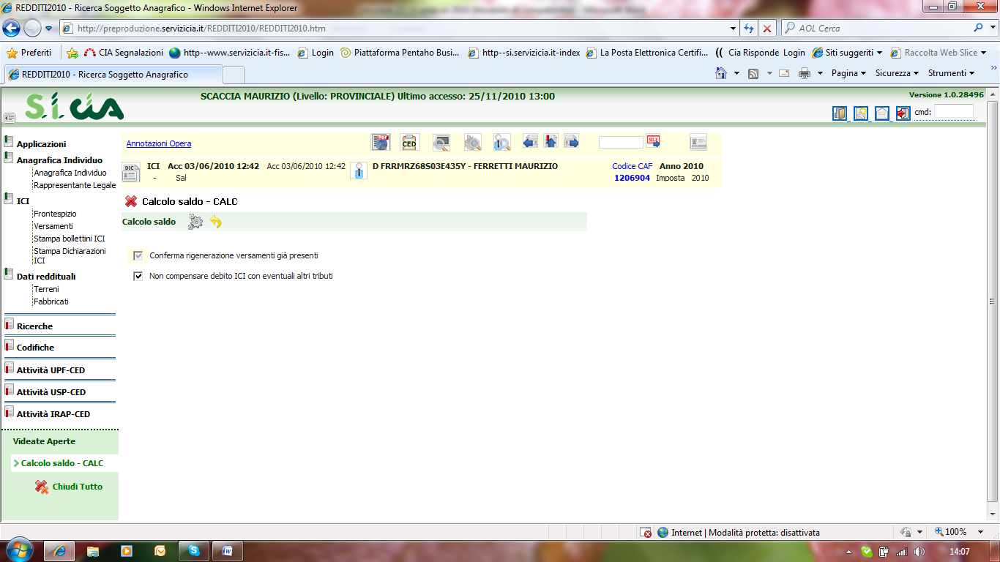 REDDITI2010 - Ricerca Soggetto Anagrafico - Windows Internet Explorer
http://preproduzione.servizicia.it/REDDITI2010/REDDITI2010.htm
AOL Cerca
Preferiti CIA Segnalazioni http--www.servizicia.it-fis... Login Piattaforma Pentaho Busi... http--si.servizicia.it-index La Posta Elettronica Certifi... Cia Risponde Login Siti suggeriti Raccolta Web Slice
REDDITI2010 - Ricerca Soggetto Anagrafico
Pagina Sicurezza Strumenti
S.i. CIA
SCACCIA MAURIZIO (Livello: PROVINCIALE) Ultimo accesso: 25/11/2010 13:00
Versione 1.0.28496
cmd:
Applicazioni
Anagrafica Individuo
Anagrafica Individuo
Rappresentante Legale
ICI
Frontespizio
Versamenti
Stampa bollettini ICI
Stampa Dichiarazioni
ICI
Dati reddituali
Terreni
Fabbricati
Ricerche
Codifiche
Attività UPF-CED
Attività USP-CED
Attività IRAP-CED
Videate Aperte
Calcolo saldo - CALC
Chiudi Tutto
Annotazioni Opera
CED
DIC
ICI Acc 03/06/2010 12:42 Acc 03/06/2010 12:42 D FRRMRZ68S03E435Y - FERRETTI MAURIZIO Codice CAF Anno 2010
- Sal 1206904 Imposta 2010
Calcolo saldo - CALC
Calcolo saldo
Conferma rigenerazione versamenti già presenti
Non compensare debito ICI con eventuali altri tributi
Internet | Modalità protetta: disattivata
100%
14:07